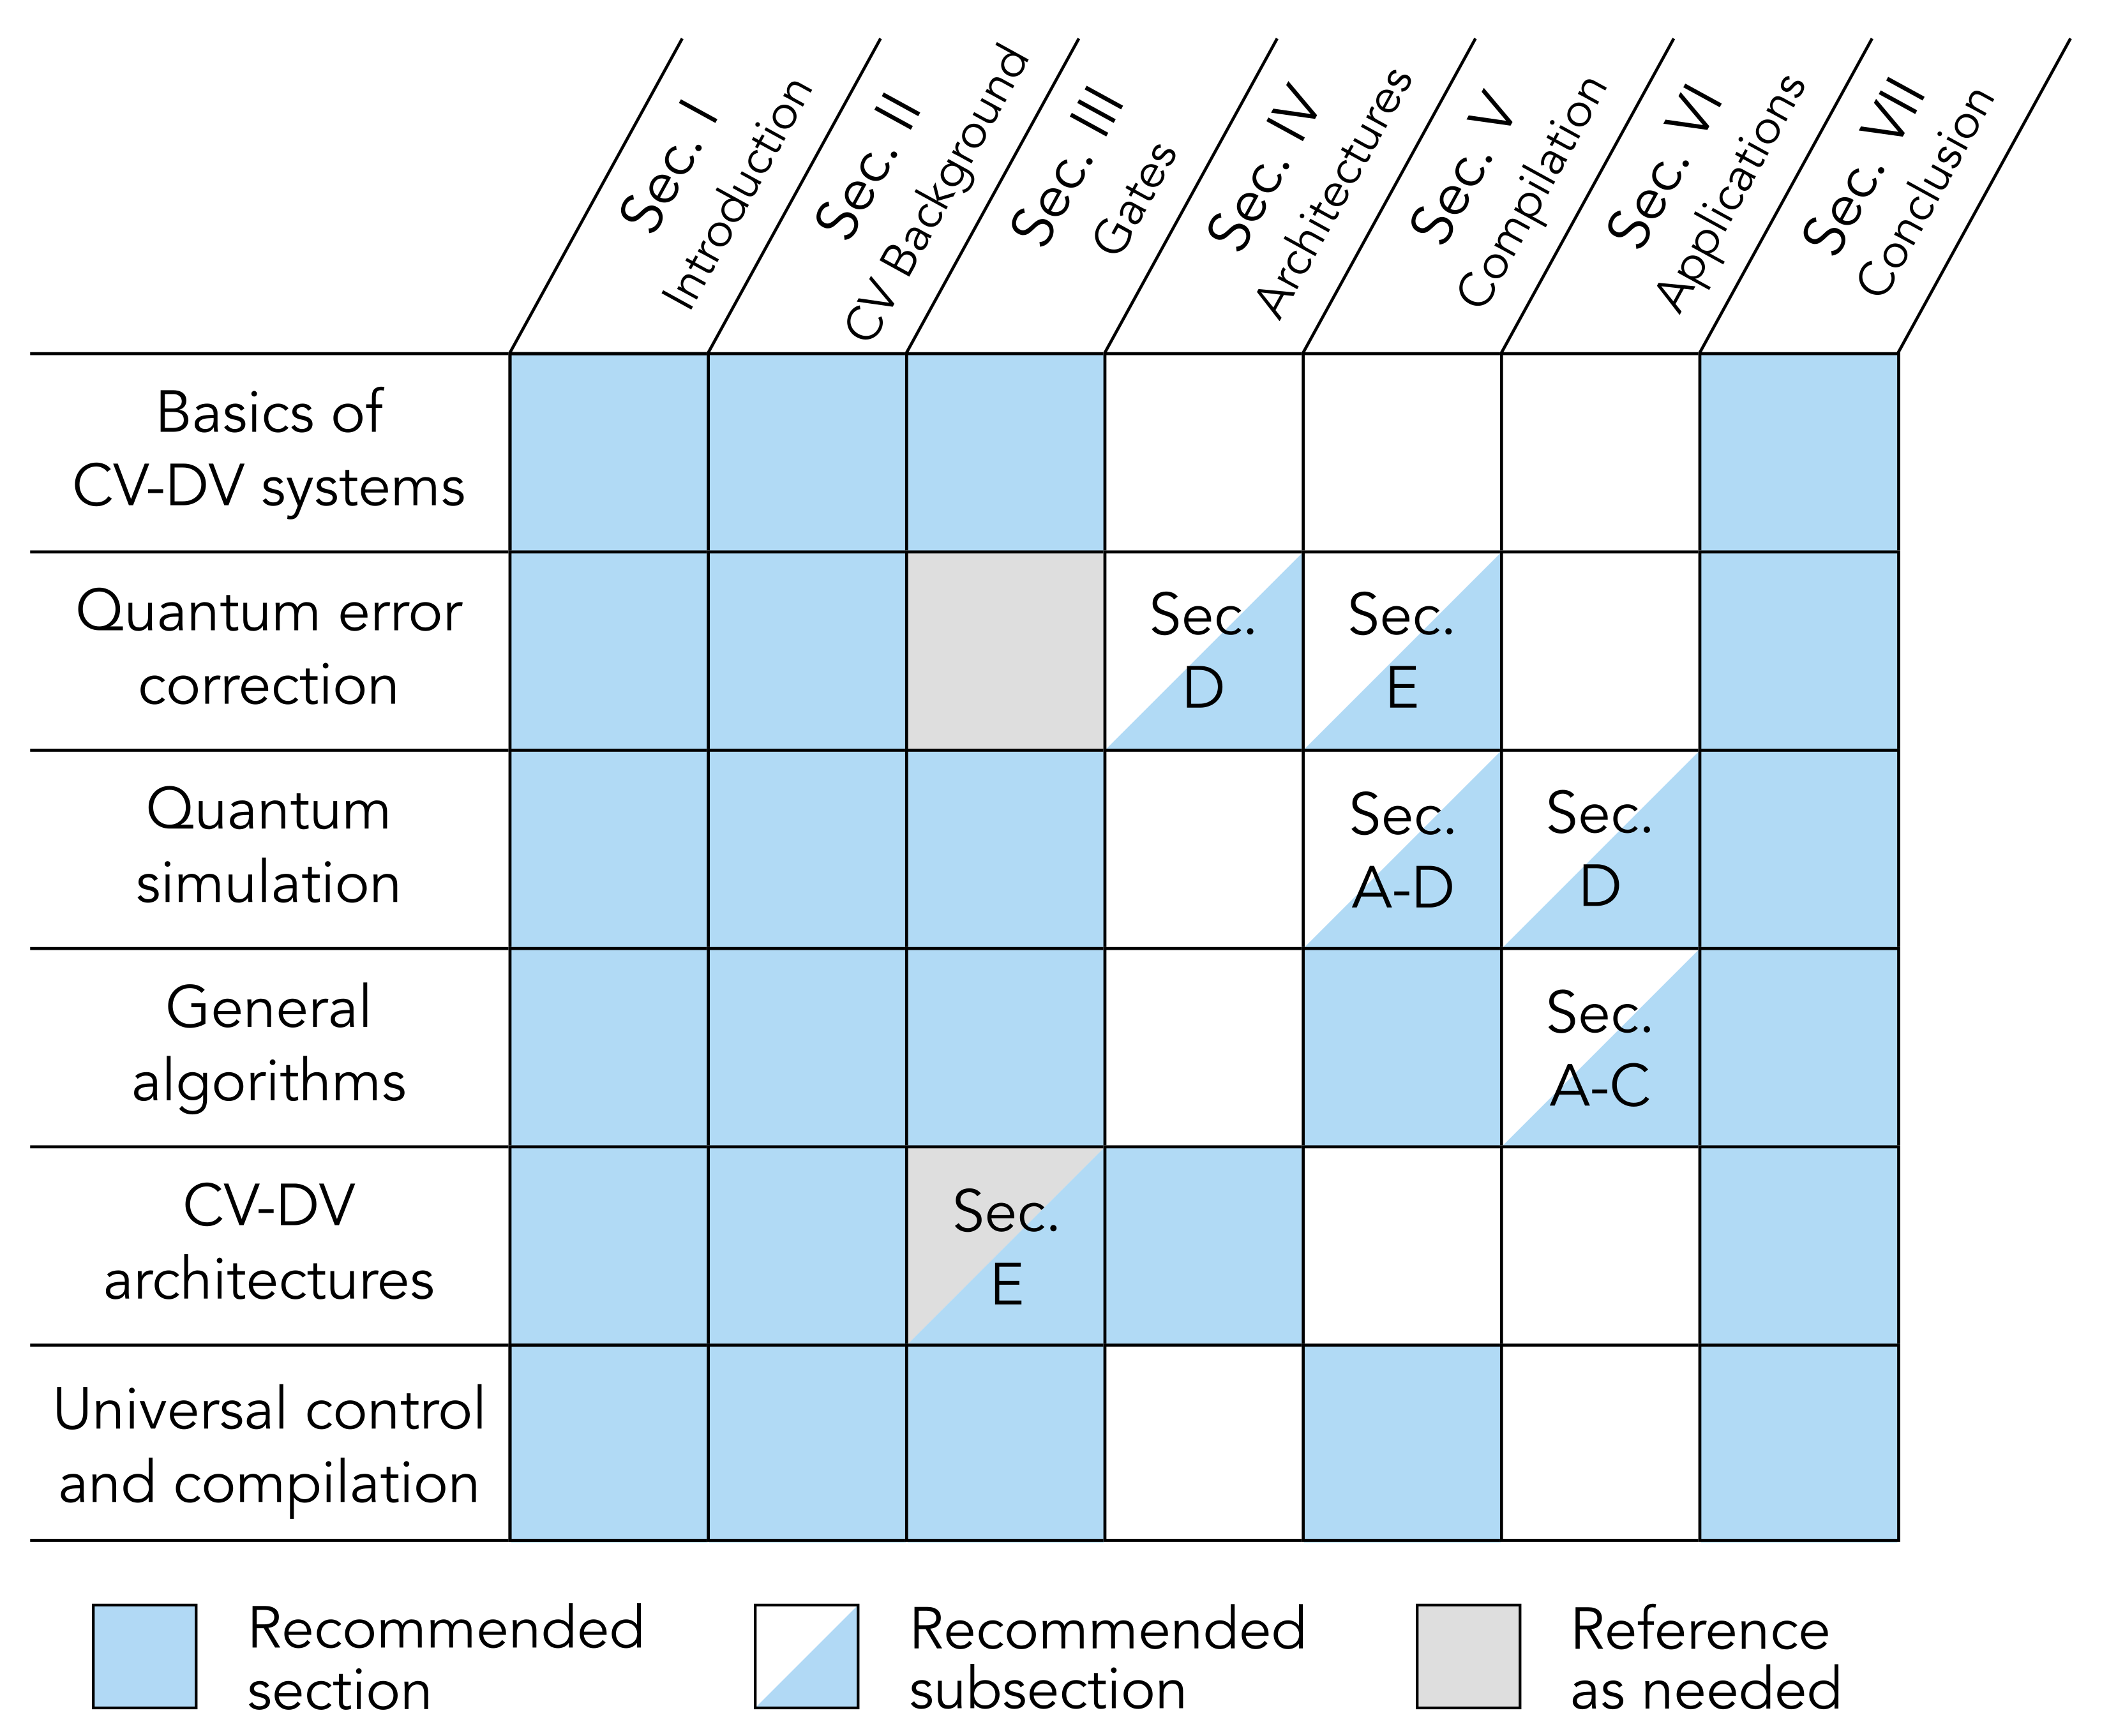 Sec. I
Introduction
Sec. II
CV Background
Sec. III
Gates
Sec. IV
Architectures
Sec. V
Compilation
Sec. VI
Applications
Sec. VII
Conclusion
Basics of
CV-DV systems
Quantum error
correction
Sec.
D
Sec.
E
Quantum
simulation
Sec.
A-D
Sec.
D
General
algorithms
Sec.
A-C
CV-DV
architectures
Sec.
E
Universal control
and compilation
Recommended
section
Recommended
subsection
Reference
as needed